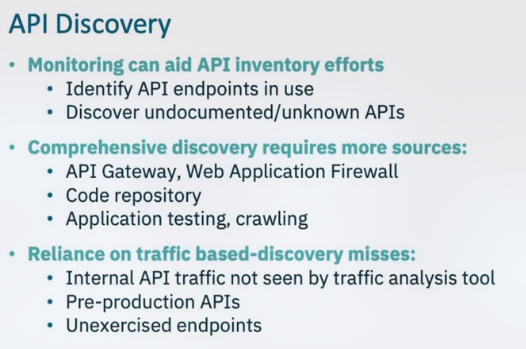 API Discovery
• Monitoring can aid API inventory efforts
• Identify API endpoints in use
• Discover undocumented/unknown APIs
• Comprehensive discovery requires more sources:
• API Gateway, Web Application Firewall
• Code repository
• Application testing, crawling
• Reliance on traffic based-discovery misses:
• Internal API traffic not seen by traffic analysis tool
• Pre-production APIs
• Unexercised endpoints